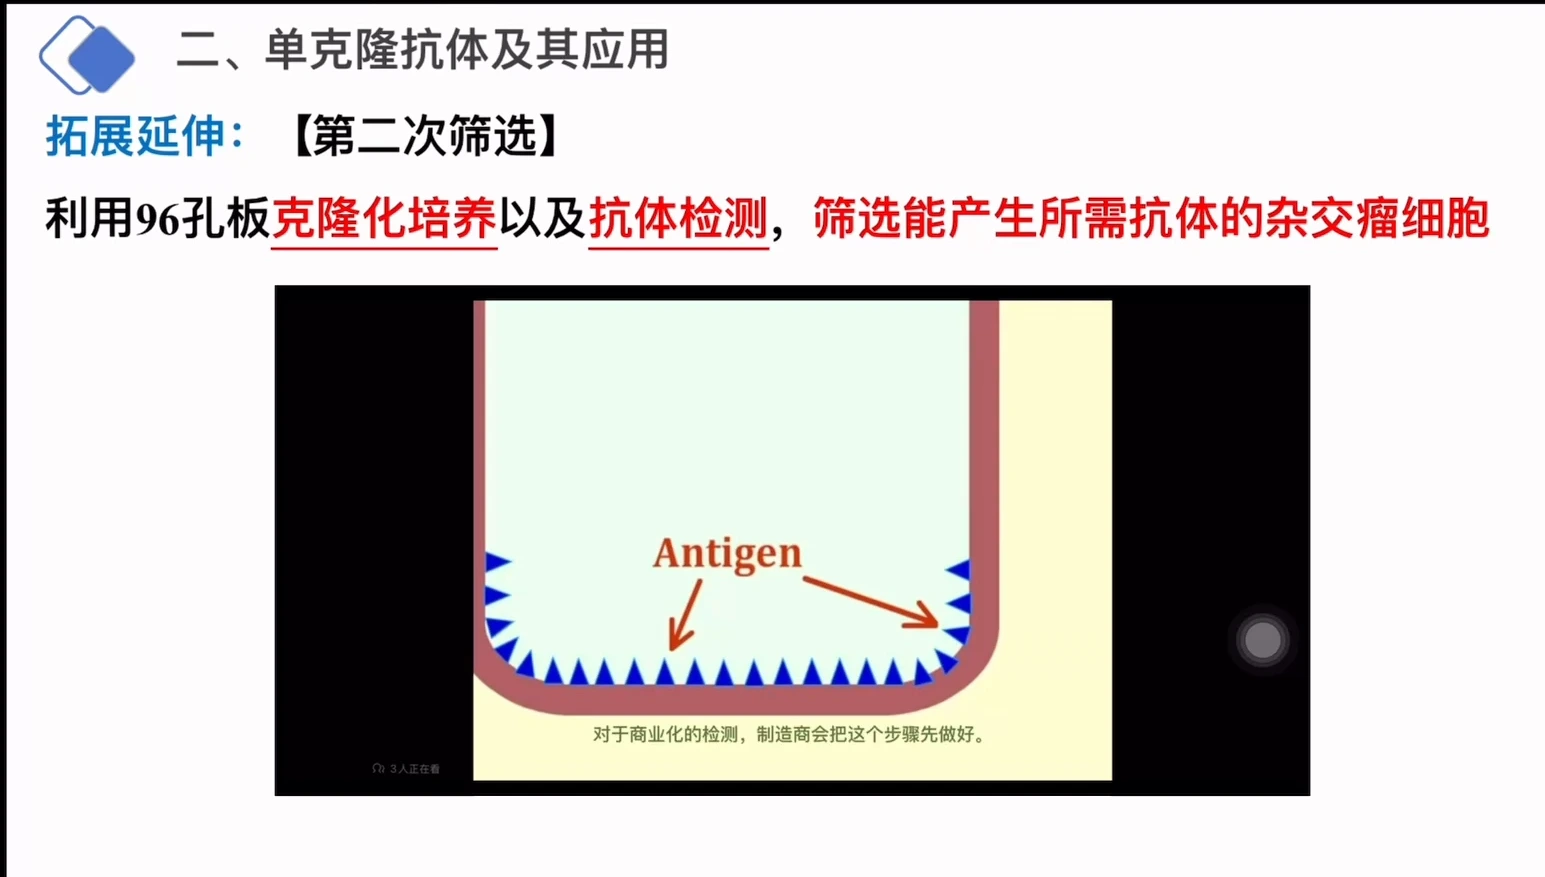 二、单克隆抗体及其应用
拓展延伸：【第二次筛选】
利用96孔板克隆化培养以及抗体检测，筛选能产生所需抗体的杂交瘤细胞
Antigen
对于商业化的检测，制造商会把这个步骤先做好。
3人正在看